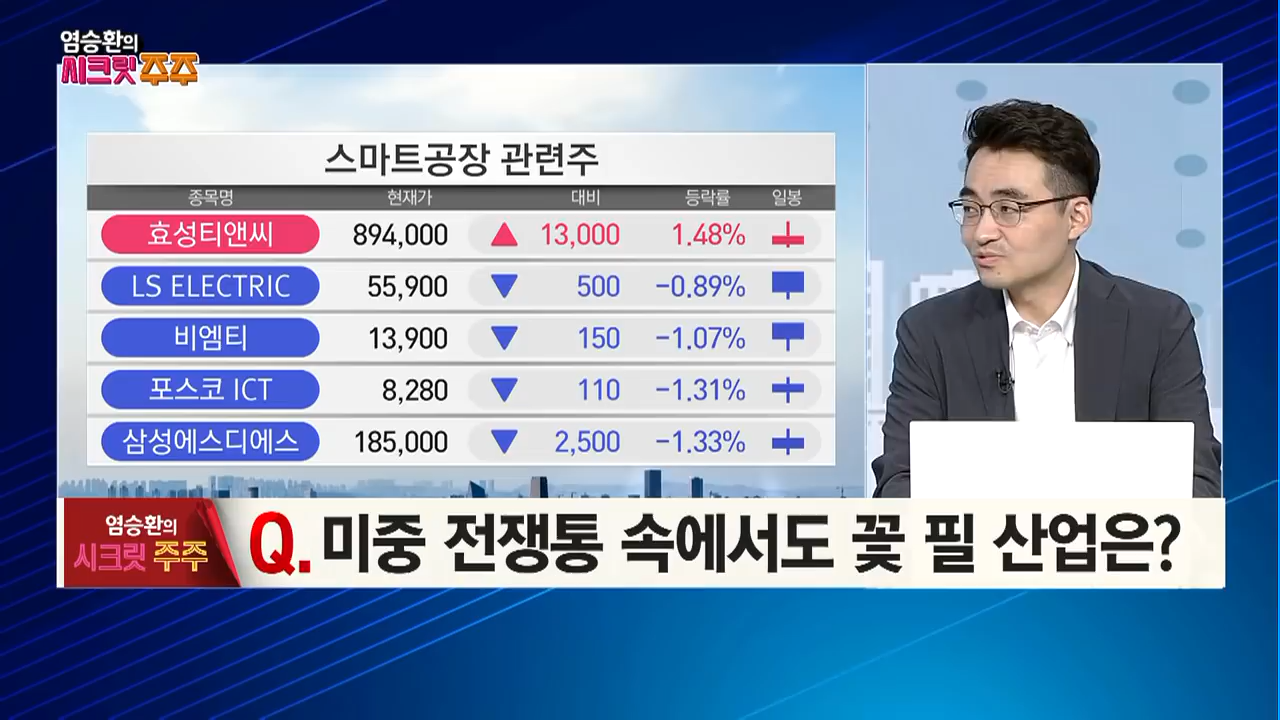 염승환의
시크릿 주주
스마트공장 관련주
종목명 현재가 대비 등락률 일봉
효성티앤씨 894,000 ▲ 13,000 1.48%
LS ELECTRIC 55,900 ▼ 500 -0.89%
비엠티 13,900 ▼ 150 -1.07%
포스코 ICT 8,280 ▼ 110 -1.31%
삼성에스디에스 185,000 ▼ 2,500 -1.33%
염승환의
시크릿 주주
Q. 미중 전쟁통 속에서도 꽃 필 산업은?